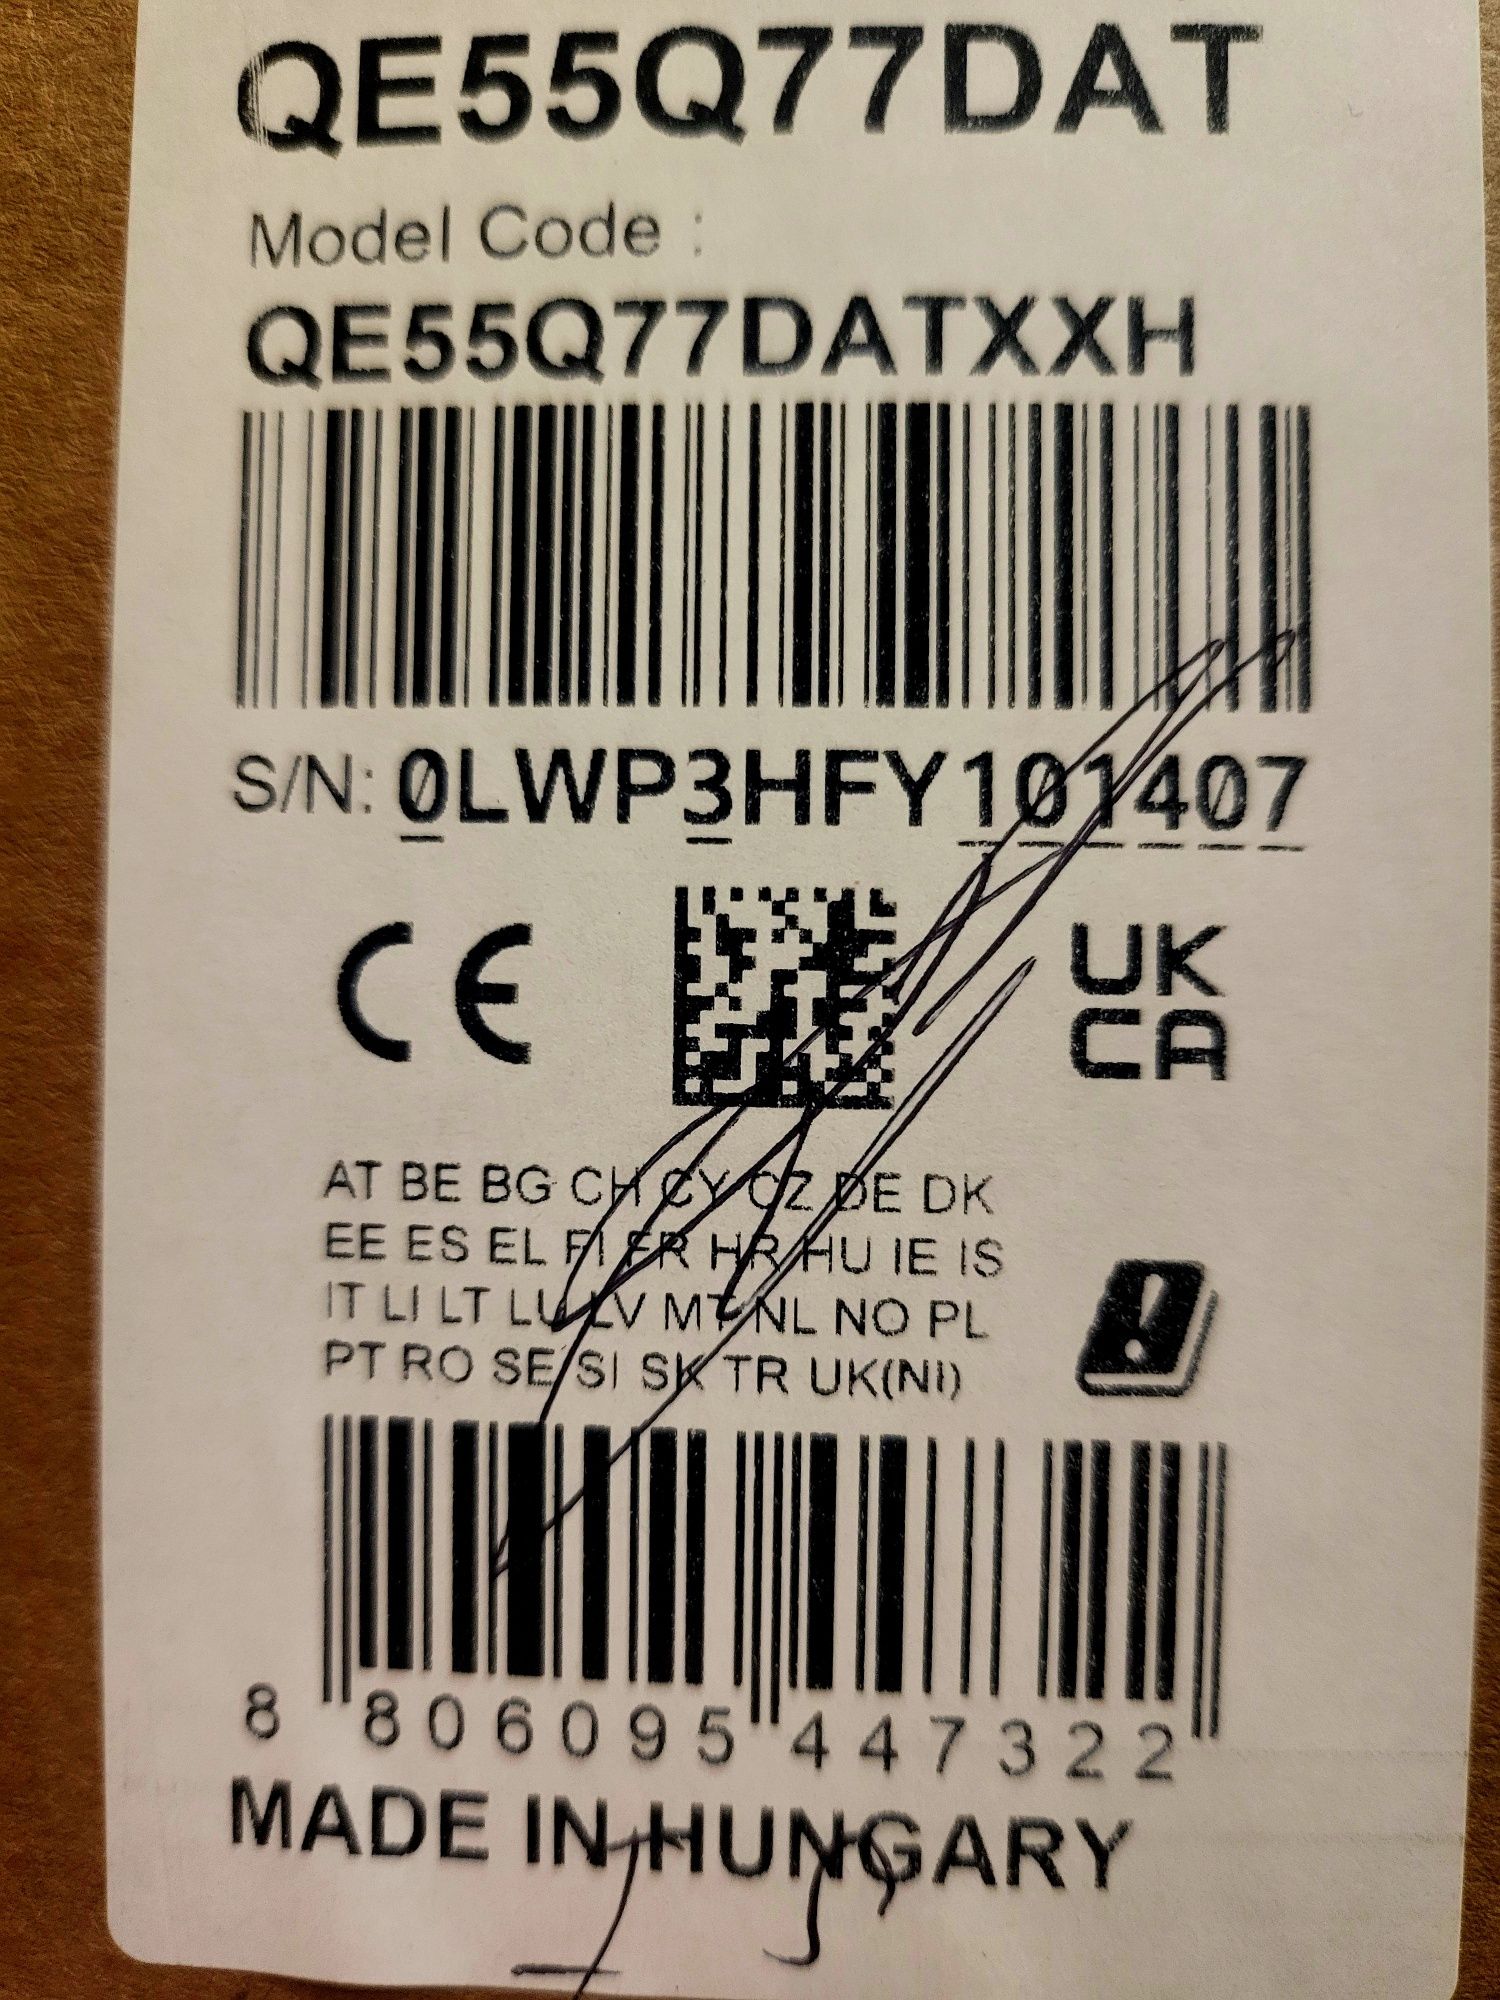 QE55Q77DAT
Model Code :
QE55Q77DATXXH
S/N: 0LWP3HFY101407
CE
UK
CA
AT BE BG CH CY CZ DE DK
EE ES EL FI FR HR HU IE IS
IT LI LT LU LV MT NL NO PL
PT RO SE SI SK TR UK(NI)
8 806095 447322
MADE IN HUNGARY